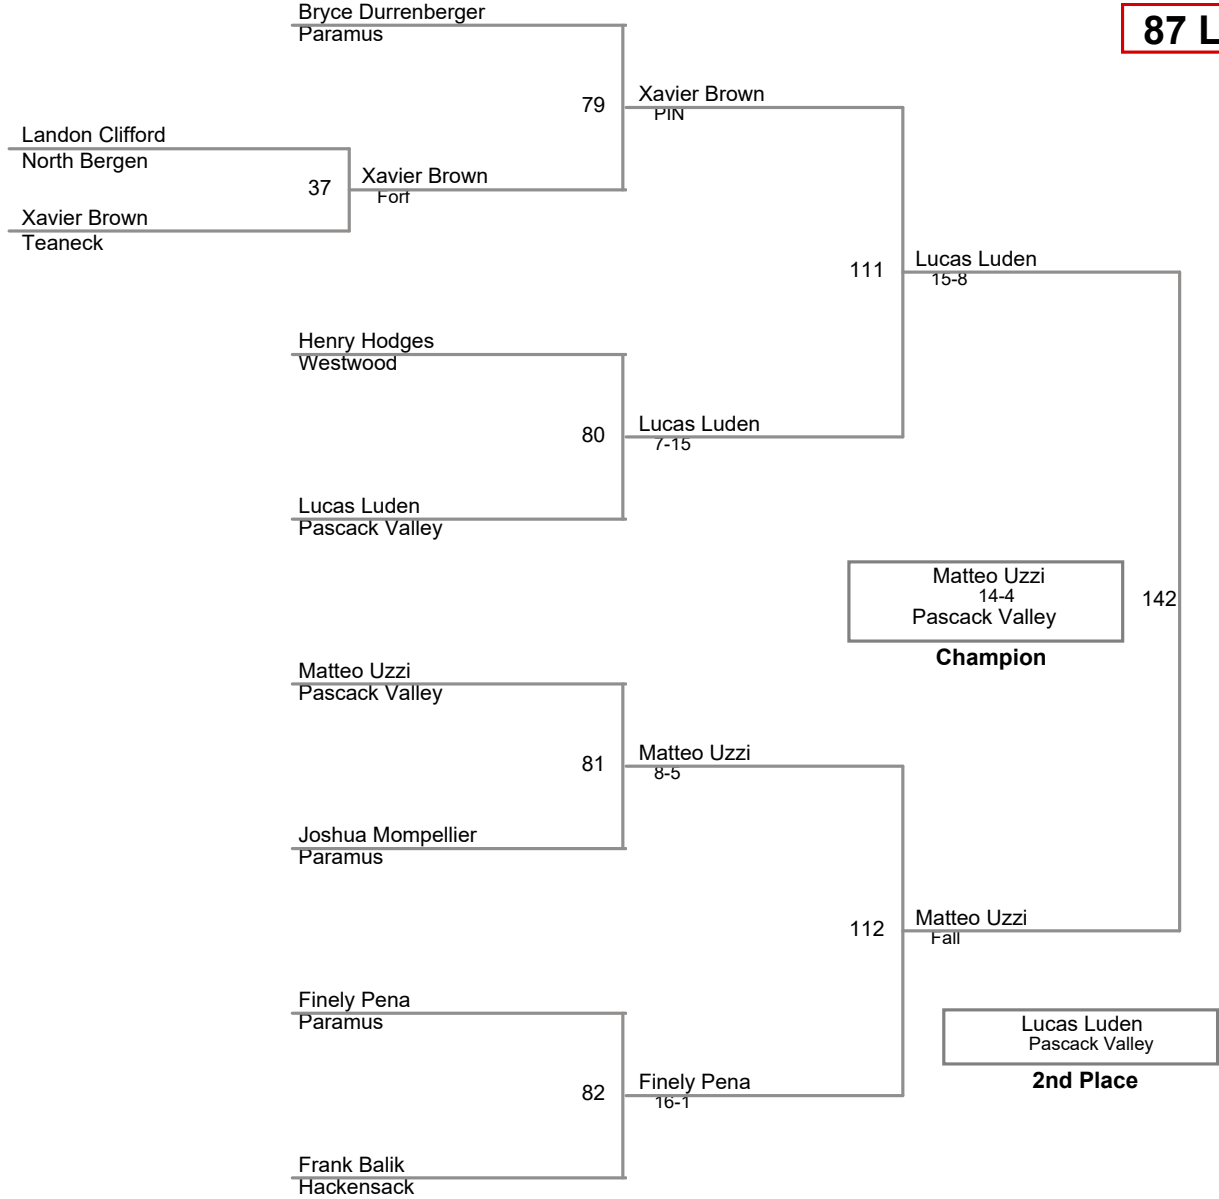 Bryce Durrenberger
Paramus
87 L
79
Xavier Brown
PIN
Landon Clifford
North Bergen
37
Xavier Brown
Forf
Xavier Brown
Teaneck
111
Lucas Luden
15-8
Henry Hodges
Westwood
80
Lucas Luden
7-15
Lucas Luden
Pascack Valley
Matteo Uzzi
14-4
Pascack Valley
142
Champion
Matteo Uzzi
Pascack Valley
81
Matteo Uzzi
8-5
Joshua Mompellier
Paramus
112
Matteo Uzzi
Fall
Finely Pena
Paramus
Lucas Luden
Pascack Valley
2nd Place
82
Finely Pena
16-1
Frank Balik
Hackensack